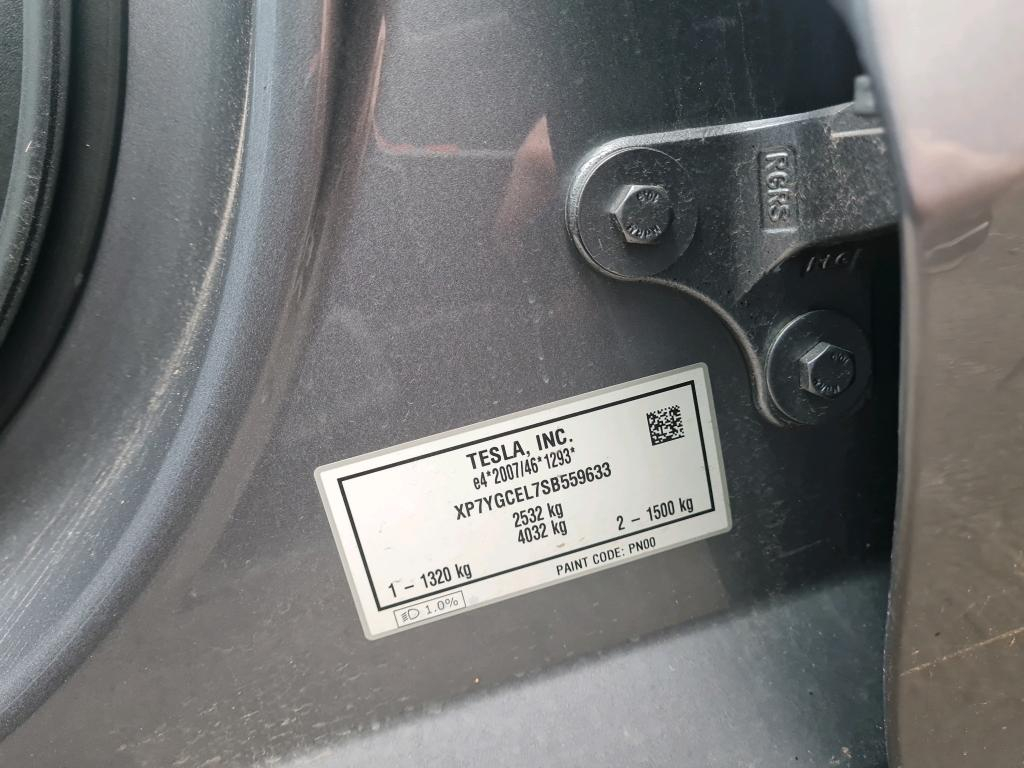 RGRS
TESLA, INC.
e4*2007/46*1293*
XP7YGCEL7SB559633
2532 kg
4032 kg
1 – 1320 kg
2 – 1500 kg
PAINT CODE: PN00
1.0%